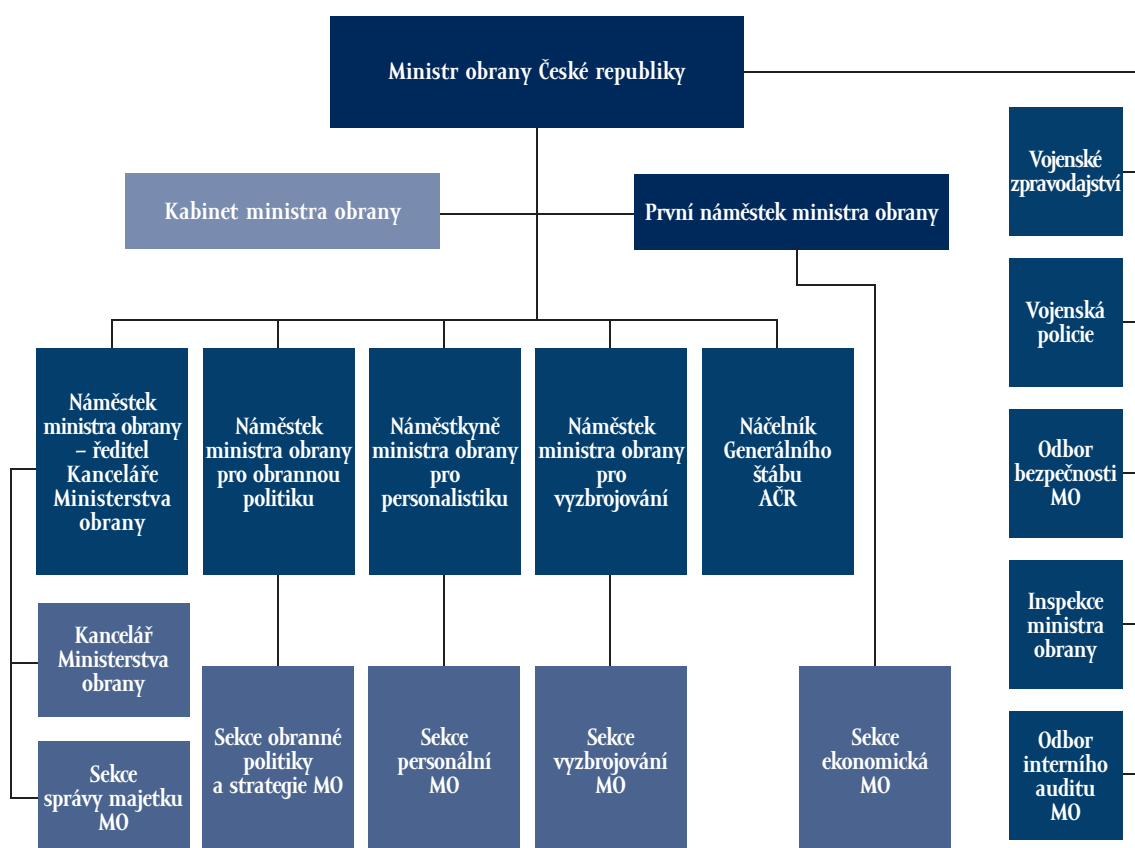 Ministr obrany České republiky
Kabinet ministra obrany
První náměstek ministra obrany
Náměstek
ministra obrany
– ředitel
Kanceláře
Ministerstva
obrany
Náměstek
ministra obrany
pro obrannou
politiku
Náměstkyně
ministra obrany
pro
personalistiku
Náměstek
ministra obrany
pro
vyzbrojování
Náčelník
Generálního
štábu
AČR
Kancelář
Ministerstva
obrany
Sekce
správy majetku
MO
Sekce obranné
politiky
a strategie MO
Sekce
personální
MO
Sekce
vyzbrojování
MO
Sekce
ekonomická
MO
Vojenské
zpravodajství
Vojenská
policie
Odbor
bezpečnosti
MO
Inspekce
ministra
obrany
Odbor
interního
auditu
MO